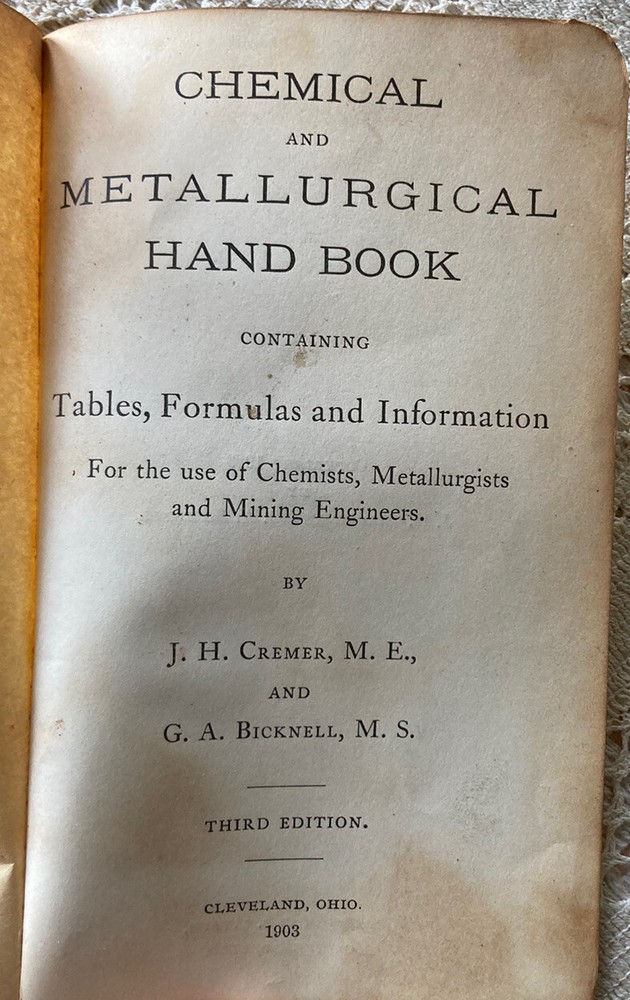 CHEMICAL
AND
METALLURGICAL
HAND BOOK
CONTAINING
Tables, Formulas and Information
For the use of Chemists, Metallurgists
and Mining Engineers.
BY
J. H. CREMER, M. E.,
AND
G. A. BICKNELL, M. S.
THIRD EDITION.
CLEVELAND, OHIO.
1903